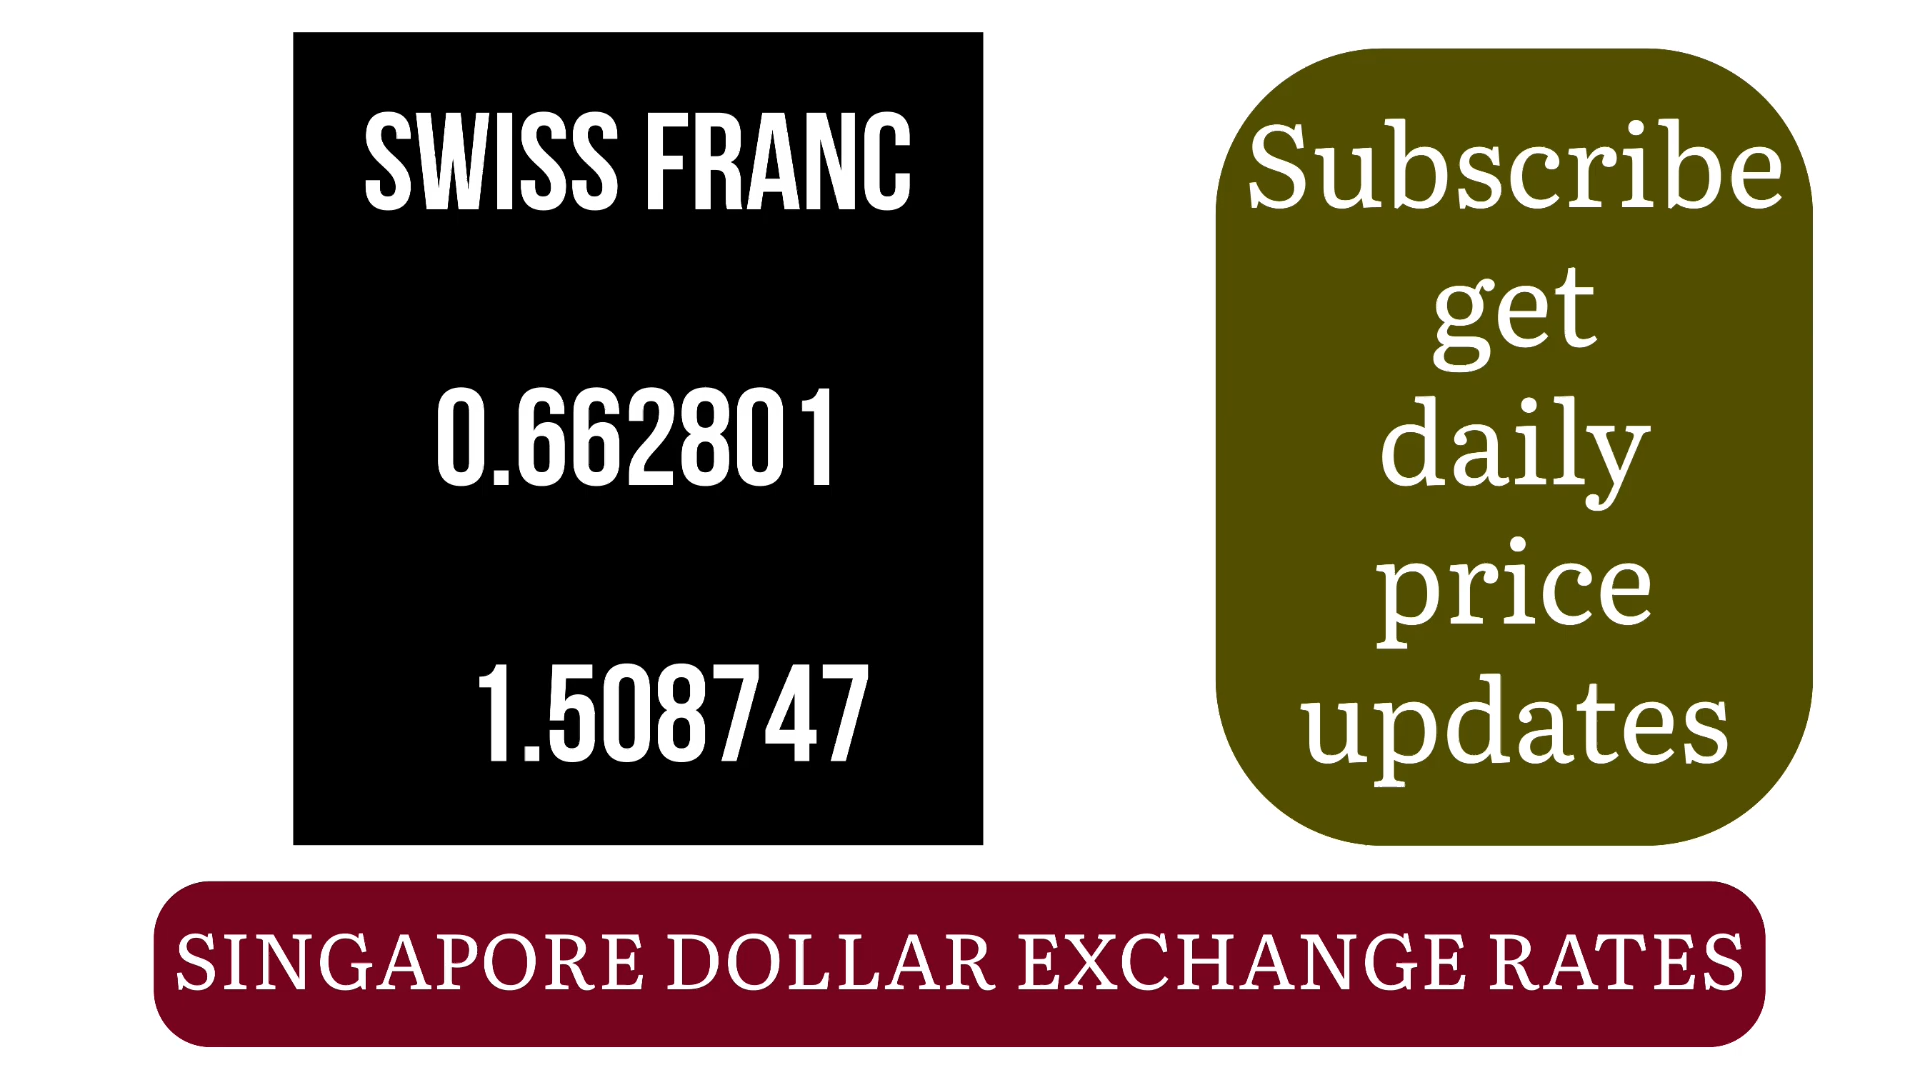 SWISS FRANC
0.662801
1.508747
Subscribe
get
daily
price
updates
SINGAPORE DOLLAR EXCHANGE RATES